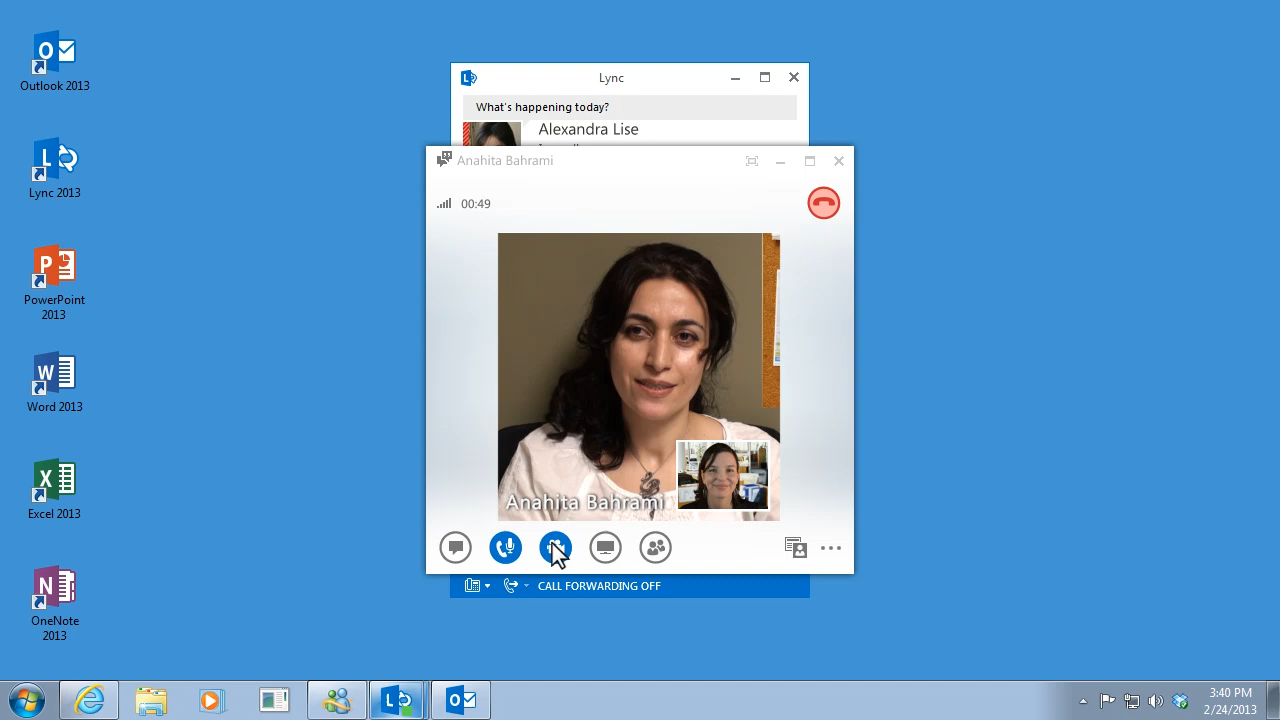 Outlook 2013
Lync 2013
PowerPoint
2013
Word 2013
Excel 2013
OneNote
2013
Lync
What's happening today?
Alexandra Lise
Anahita Bahrami
00:49
Anahita Bahrami
CALL FORWARDING OFF
3:40 PM
2/24/2013